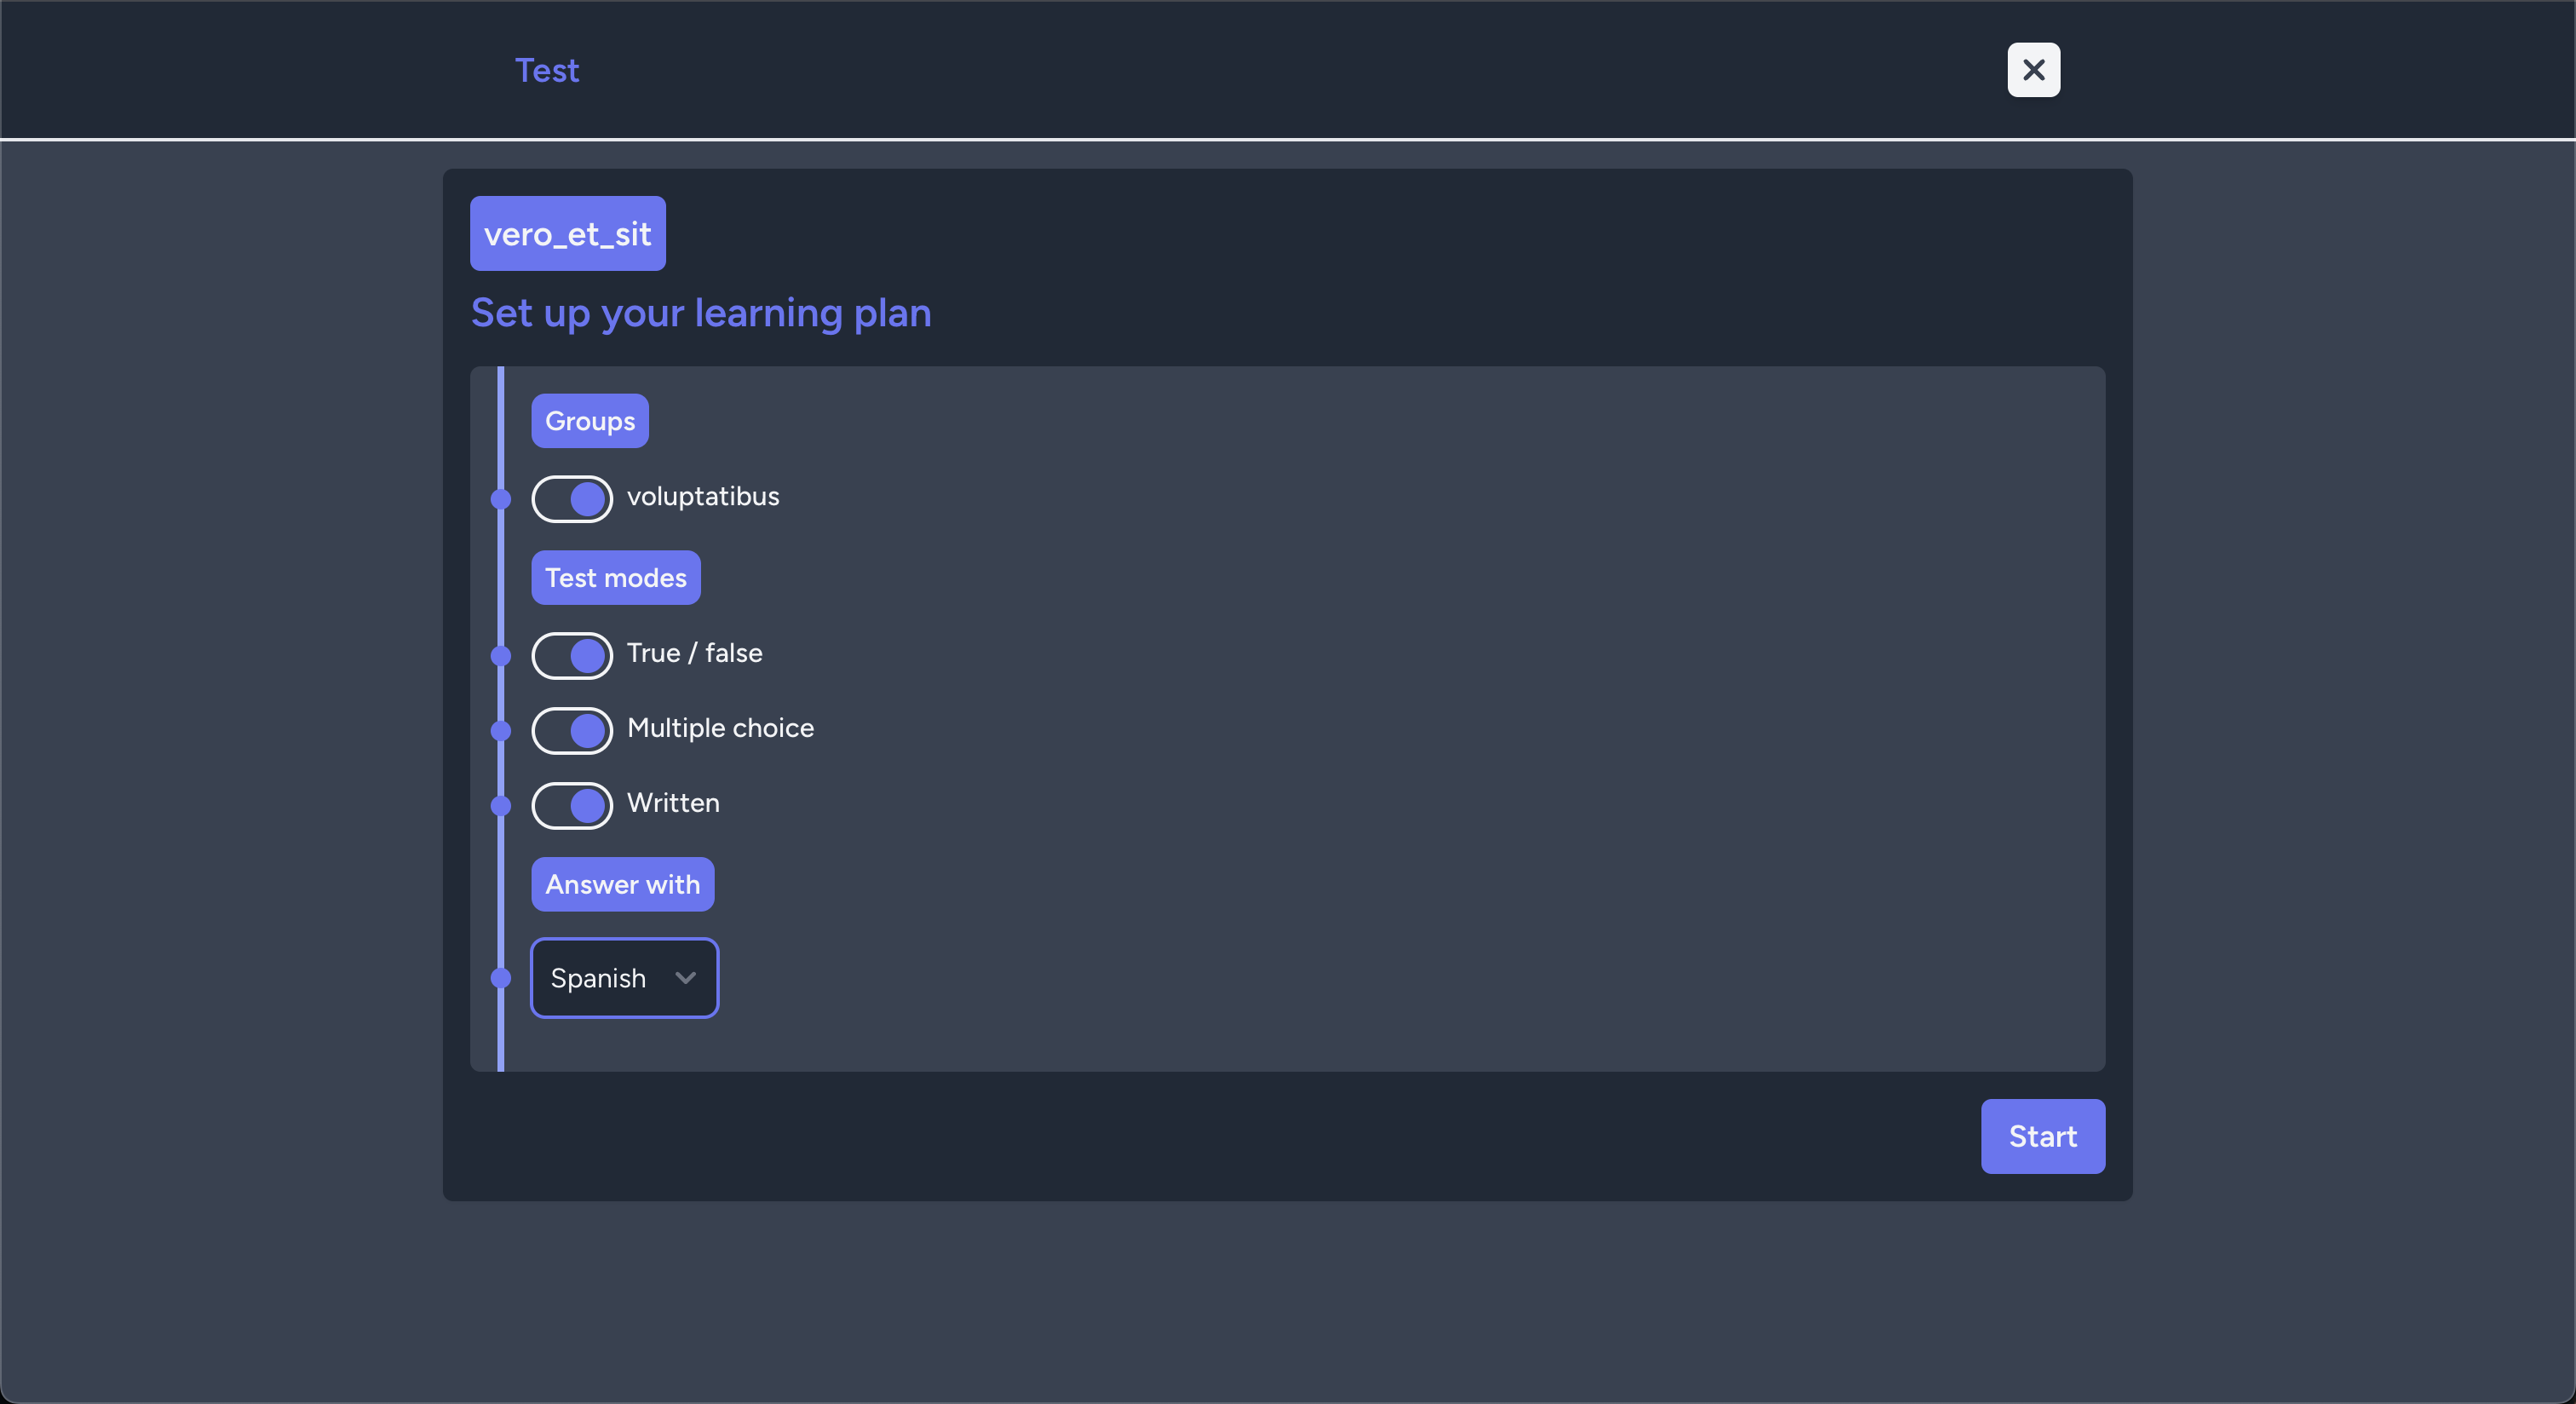 Test
vero_et_sit
Set up your learning plan
Groups
voluptatibus
Test modes
True / false
Multiple choice
Written
Answer with
Spanish
Start